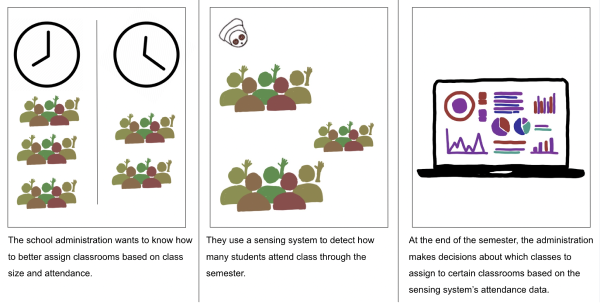 The school administration wants to know how
to better assign classrooms based on class
size and attendance.
They use a sensing system to detect how
many students attend class through the
semester.
At the end of the semester, the administration
makes decisions about which classes to
assign to certain classrooms based on the
sensing system's attendance data.